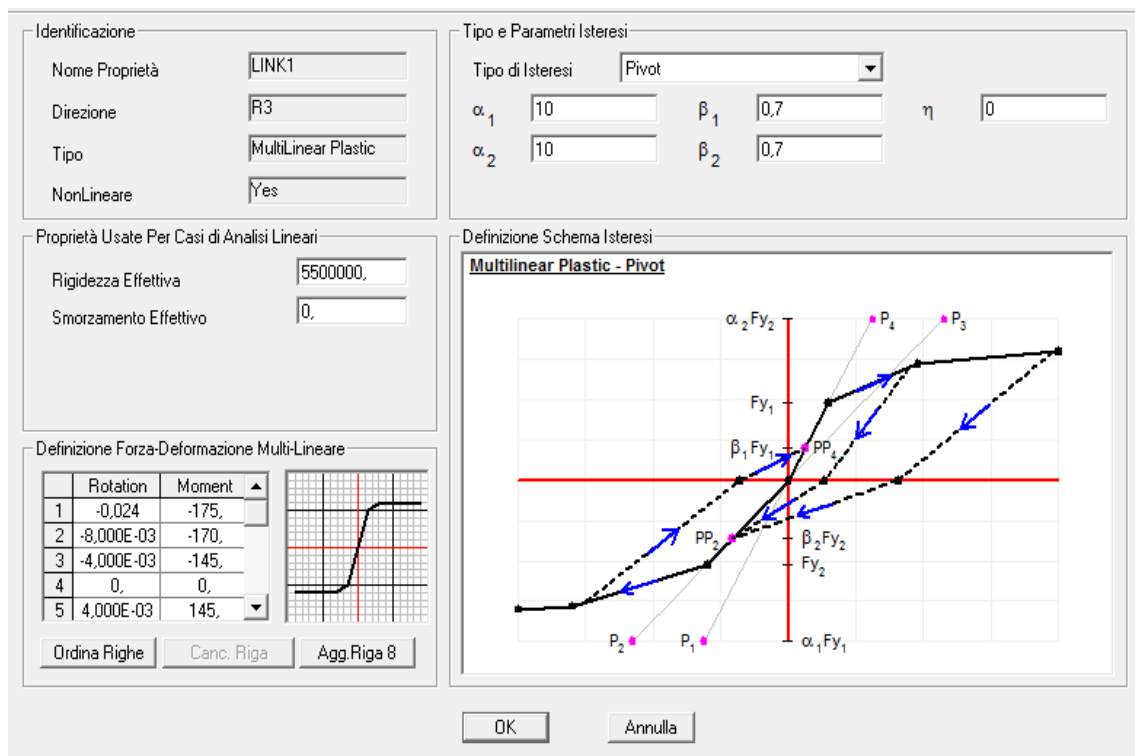 Identificazione
Nome Proprietà LINK1
Direzione R3
Tipo MultiLinear Plastic
NonLineare Yes
Tipo e Parametri Isteresi
Tipo di Isteresi Pivot
α1 10 β1 0,7 η 0
α2 10 β2 0,7
Proprietà Usate Per Casi di Analisi Lineari
Rigidezza Effettiva 5500000,
Smorzamento Effettivo 0,
Definizione Forza-Deformazione Multi-Lineare
Rotation Moment
1 -0,024 -175,
2 -8,000E-03 -170,
3 -4,000E-03 -145,
4 0, 0,
5 4,000E-03 145,
Ordina Righe Canc. Riga Agg.Riga 8
Definizione Schema Isteresi
Multilinear Plastic - Pivot
α2Fy2 P4 P3
Fy1
β1Fy1 PP4
PP2 β2Fy2
Fy2
P2 P1 α1Fy1
OK Annulla